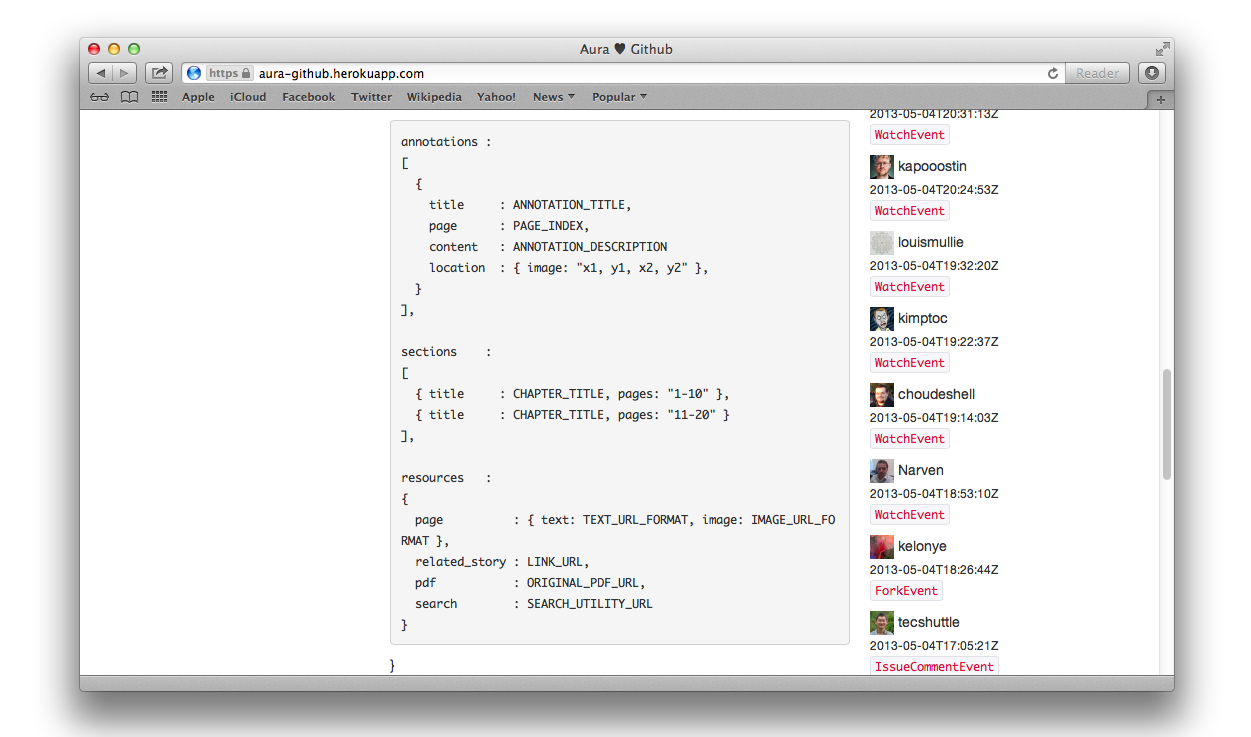 Aura ♥ Github
https aura-github.herokuapp.com Reader
Apple iCloud Facebook Twitter Wikipedia Yahoo! News Popular +
annotations :
[
  {
    title     : ANNOTATION_TITLE,
    page      : PAGE_INDEX,
    content   : ANNOTATION_DESCRIPTION
    location  : { image: "x1, y1, x2, y2" },
  }
],
sections    :
[
  { title     : CHAPTER_TITLE, pages: "1-10" },
  { title     : CHAPTER_TITLE, pages: "11-20" }
],
resources   :
{
  page          : { text: TEXT_URL_FORMAT, image: IMAGE_URL_FO
RMAT },
  related_story : LINK_URL,
  pdf           : ORIGINAL_PDF_URL,
  search        : SEARCH_UTILITY_URL
}
}
2013-05-04T20:31:13Z
WatchEvent
kapooostin
2013-05-04T20:24:53Z
WatchEvent
louismullie
2013-05-04T19:32:20Z
WatchEvent
kimptoc
2013-05-04T19:22:37Z
WatchEvent
choudeshell
2013-05-04T19:14:03Z
WatchEvent
Narven
2013-05-04T18:53:10Z
WatchEvent
kelonye
2013-05-04T18:26:44Z
ForkEvent
tecshuttle
2013-05-04T17:05:21Z
IssueCommentEvent